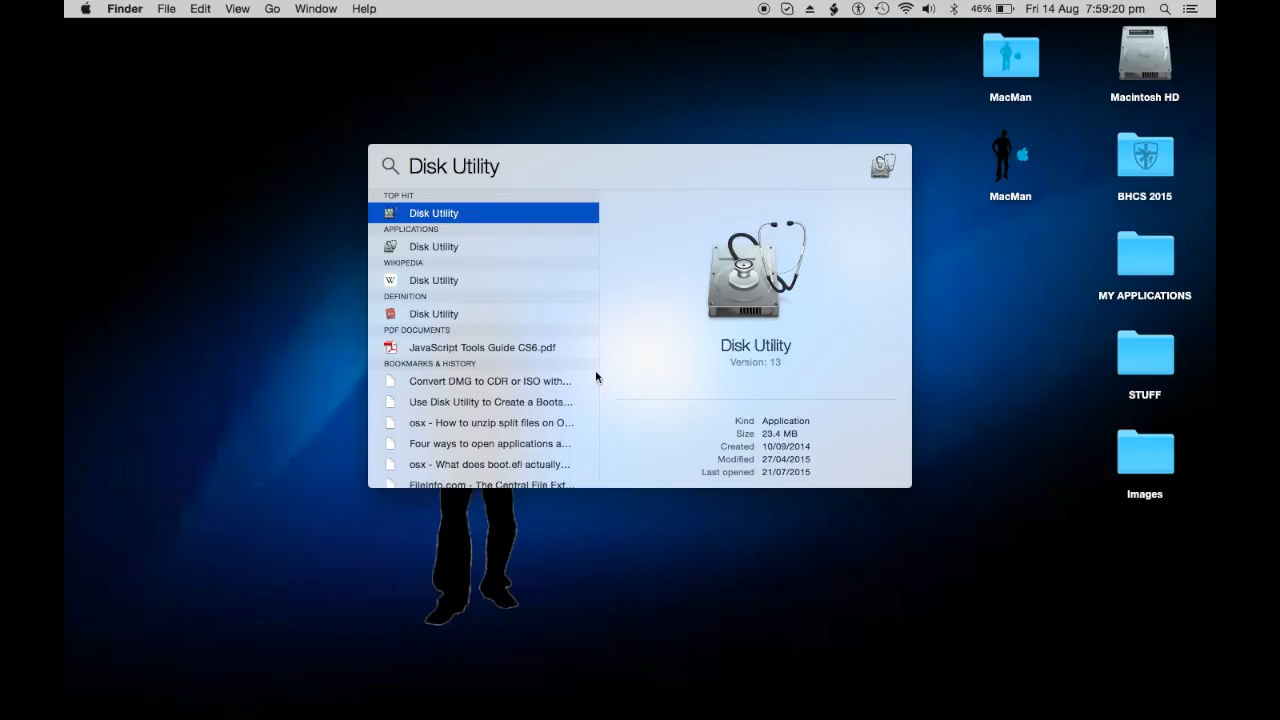 Finder File Edit View Go Window Help 46% Fri 14 Aug 7:59:20 pm
MacMan
Macintosh HD
MacMan
BHCS 2015
MY APPLICATIONS
STUFF
Images
Disk Utility
TOP HIT
Disk Utility
APPLICATIONS
Disk Utility
WIKIPEDIA
W Disk Utility
DEFINITION
Disk Utility
PDF DOCUMENTS
JavaScript Tools Guide CS6.pdf
BOOKMARKS & HISTORY
Convert DMG to CDR or ISO with...
Use Disk Utility to Create a Boota...
osx - How to unzip split files on O...
Four ways to open applications a...
osx - What does boot.efi actually...
FileInfo.com - The Central File Ext...
Disk Utility
Version: 13
Kind Application
Size 23.4 MB
Created 10/09/2014
Modified 27/04/2015
Last opened 21/07/2015